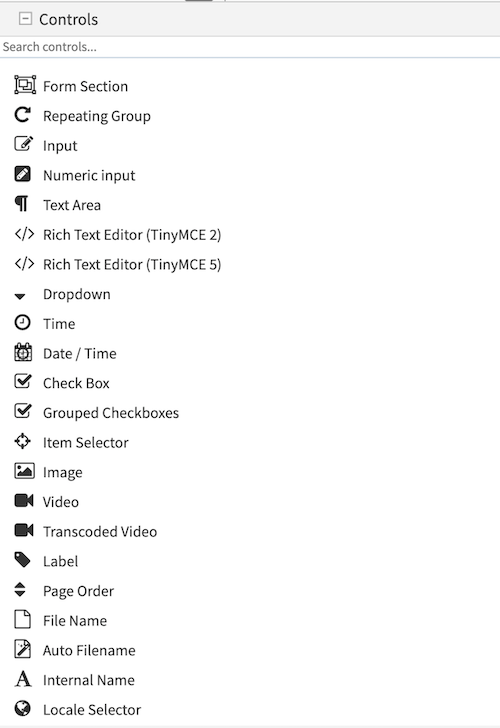 Controls
Search controls...
Form Section
Repeating Group
Input
Numeric input
Text Area
Rich Text Editor (TinyMCE 2)
Rich Text Editor (TinyMCE 5)
Dropdown
Time
Date / Time
Check Box
Grouped Checkboxes
Item Selector
Image
Video
Transcoded Video
Label
Page Order
File Name
Auto Filename
Internal Name
Locale Selector